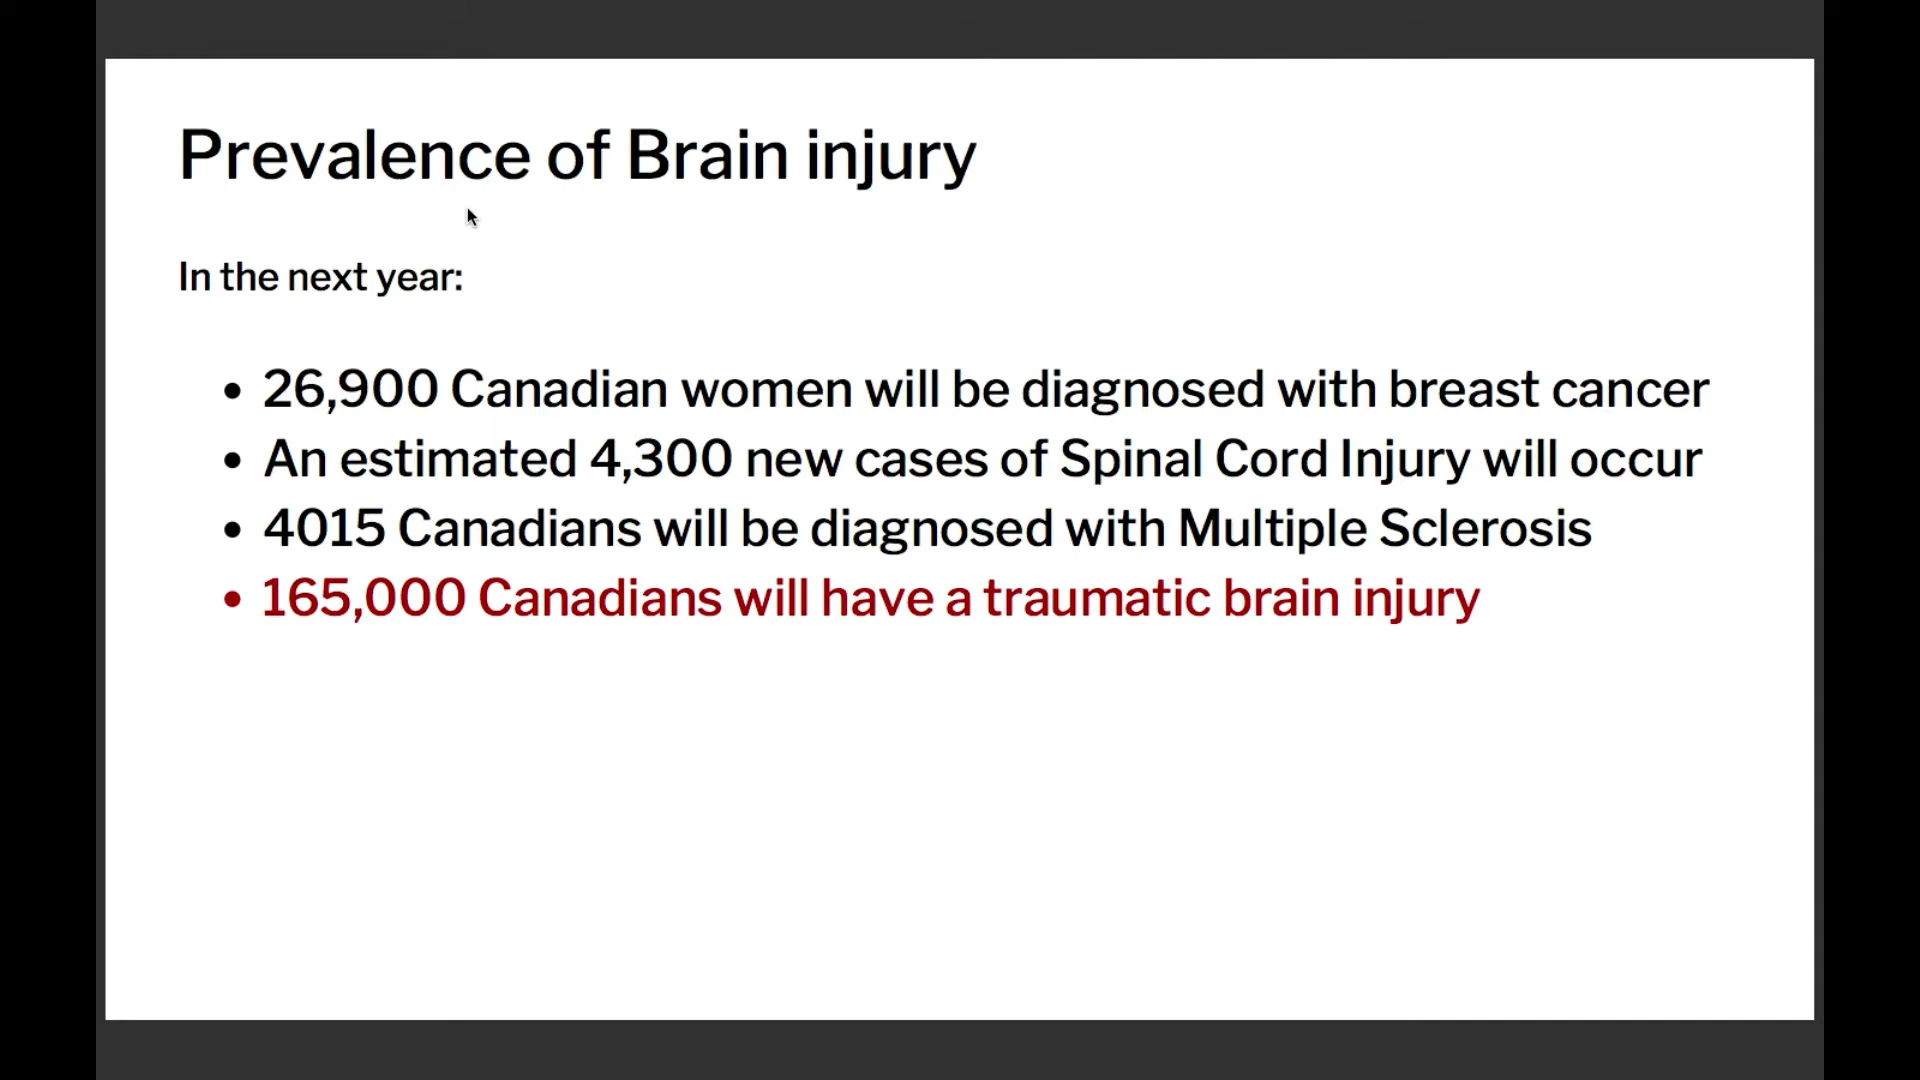 Prevalence of Brain injury
In the next year:
• 26,900 Canadian women will be diagnosed with breast cancer
• An estimated 4,300 new cases of Spinal Cord Injury will occur
• 4015 Canadians will be diagnosed with Multiple Sclerosis
• 165,000 Canadians will have a traumatic brain injury